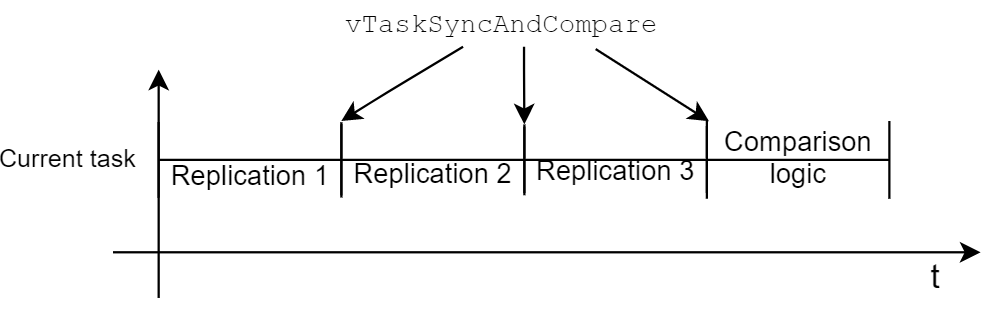 vTaskSyncAndCompare
Current task
Replication 1
Replication 2
Replication 3
Comparison
logic
t